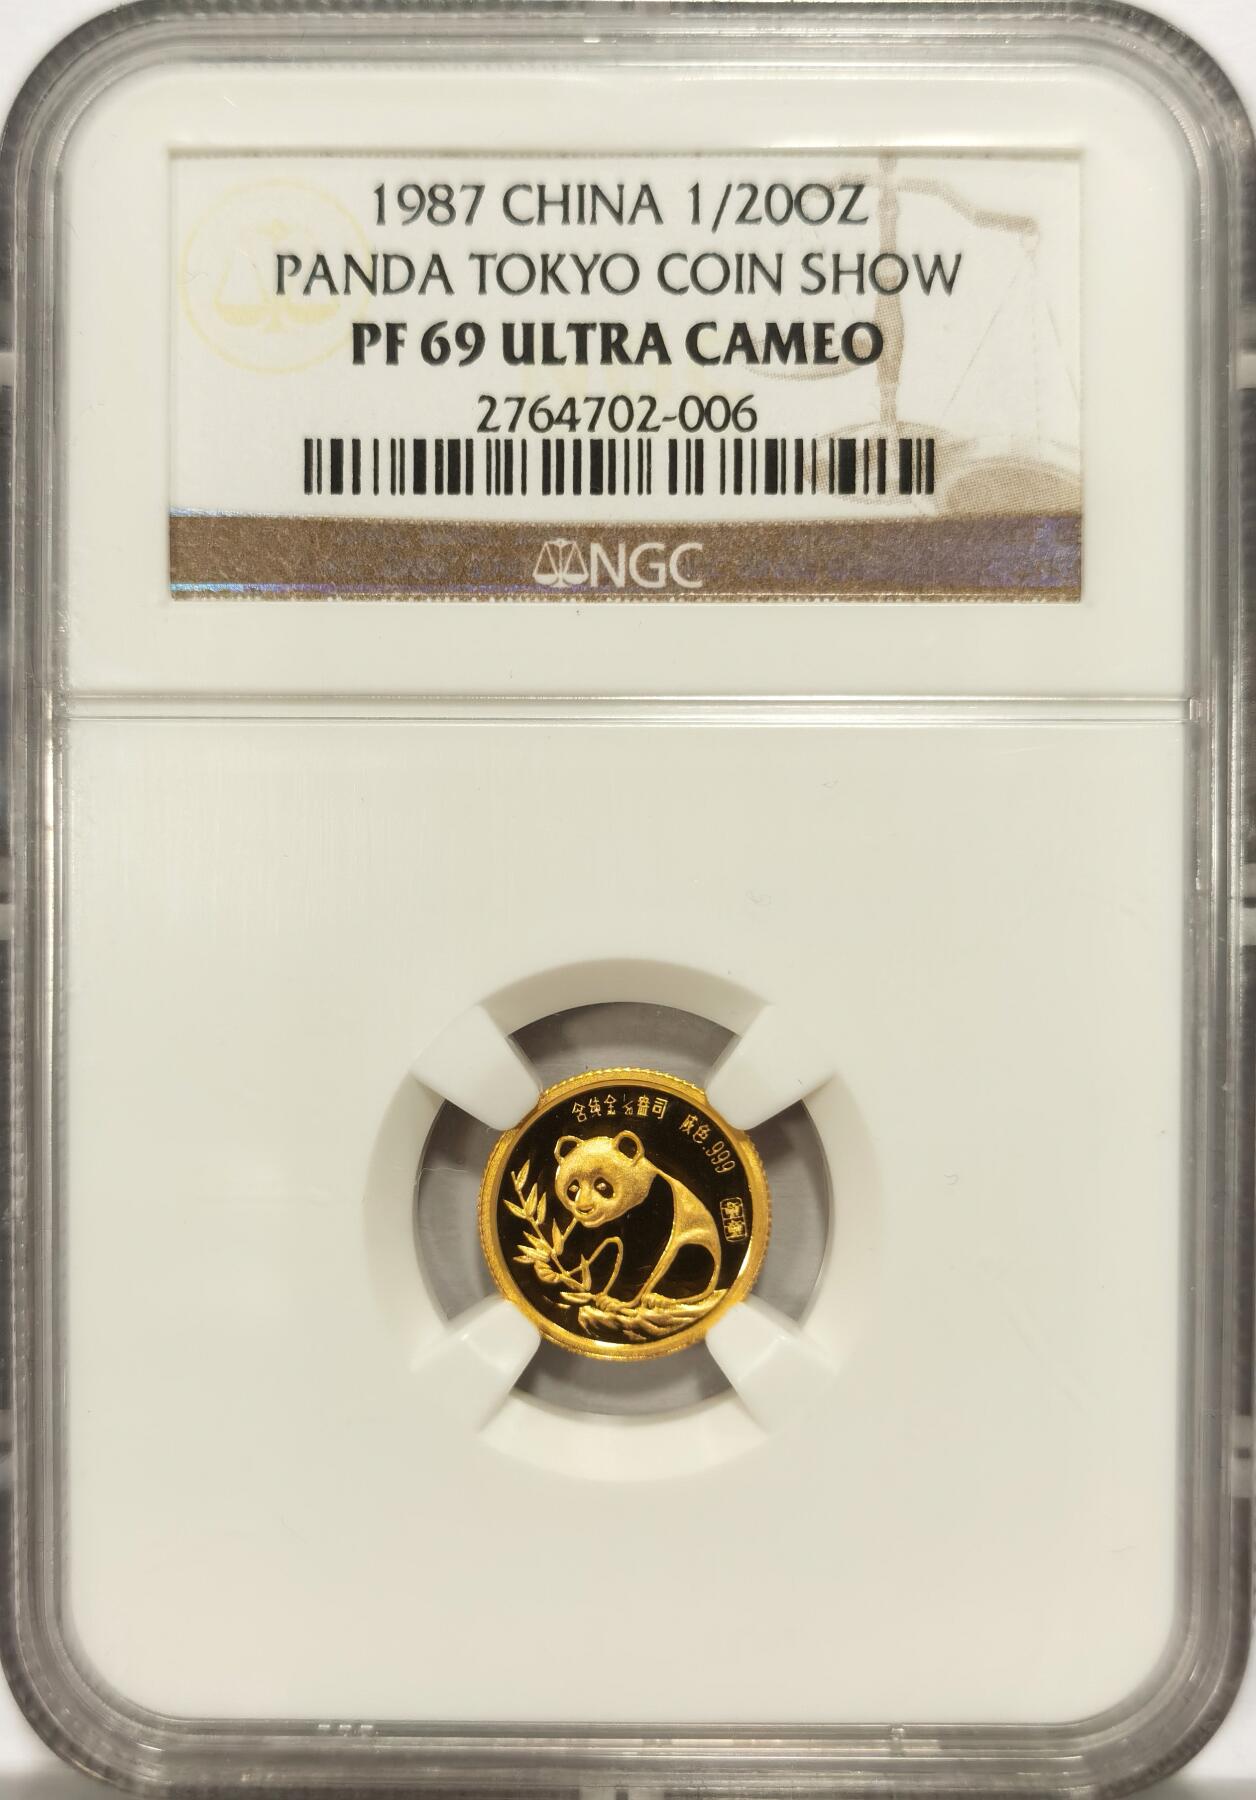 1987 CHINA 1/20OZ
PANDA TOKYO COIN SHOW
PF 69 ULTRA CAMEO
2764702-006
NGC
含纯金1/20盎司 成色.999